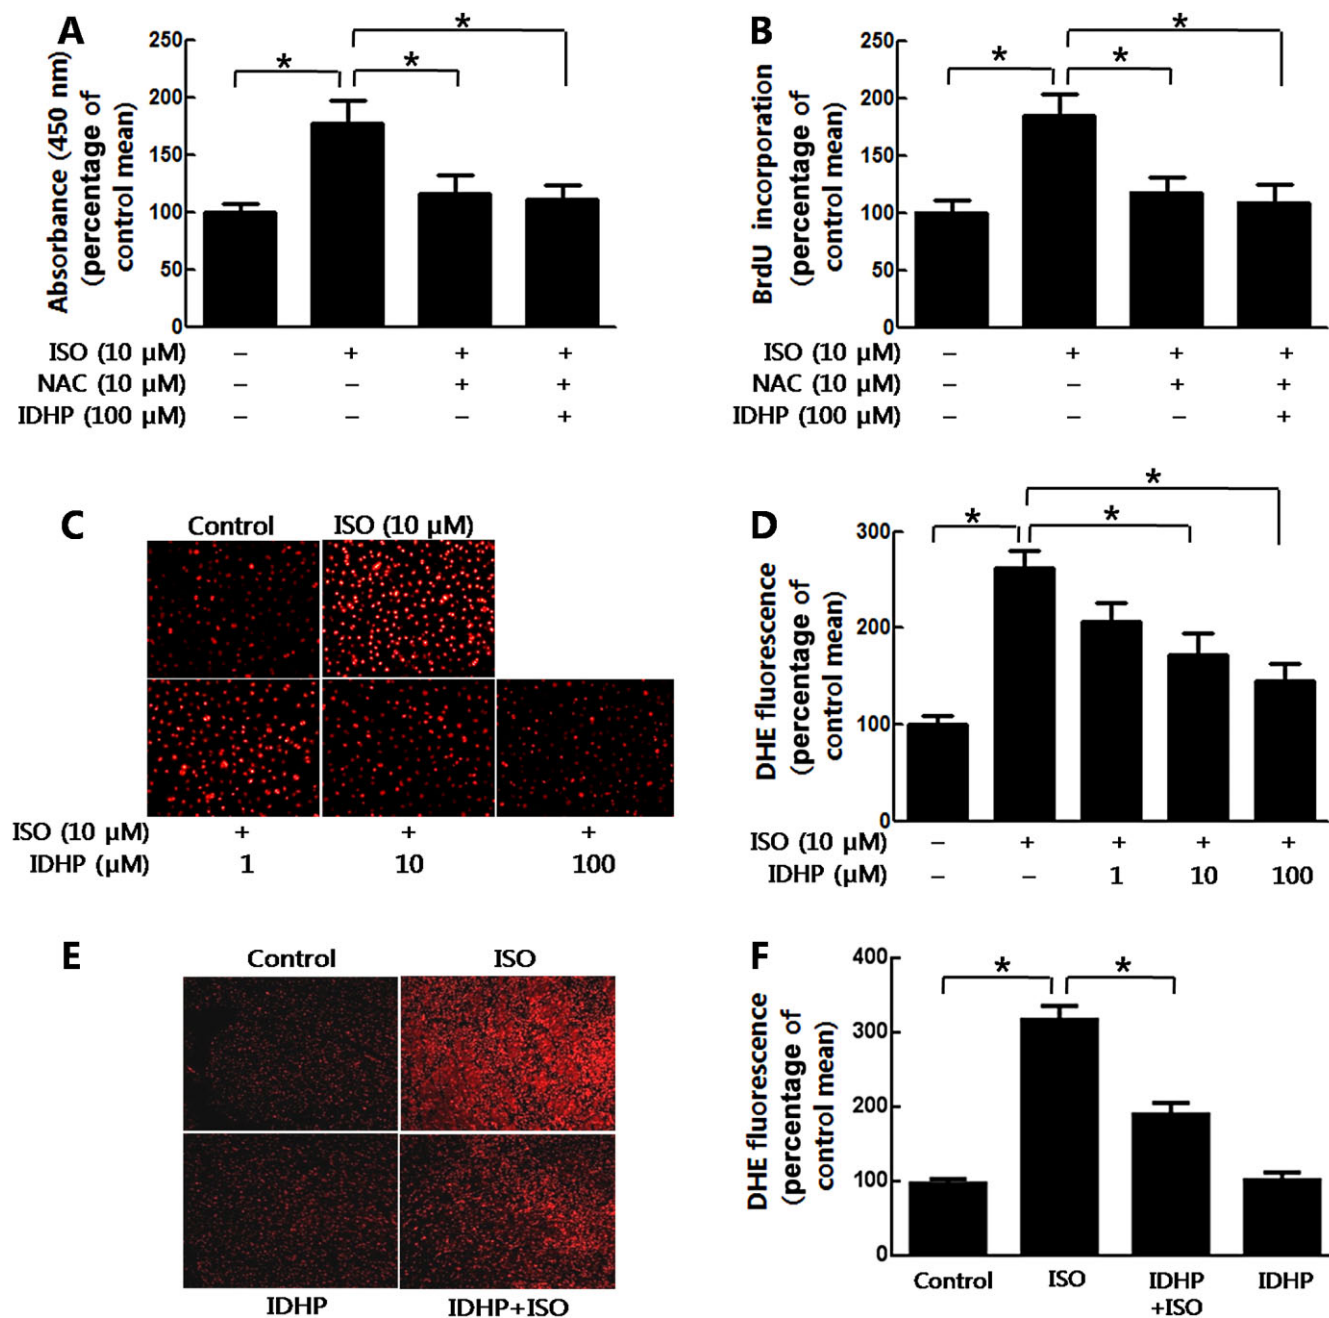 A
Absorbance (450 nm)
(percentage of
control mean)
250
200
150
100
50
0
* * *
ISO (10 μM) – + + +
NAC (10 μM) – – + +
IDHP (100 μM) – – – +
B
BrdU incorporation
(percentage of
control mean)
250
200
150
100
50
0
* * *
ISO (10 μM) – + + +
NAC (10 μM) – – + +
IDHP (100 μM) – – – +
C
Control ISO (10 μM)
ISO (10 μM) + + +
IDHP (μM) 1 10 100
D
DHE fluorescence
(percentage of
control mean)
300
200
100
0
* * *
ISO (10 μM) – + + + +
IDHP (μM) – – 1 10 100
E
Control ISO
IDHP IDHP+ISO
F
DHE fluorescence
(percentage of
control mean)
400
300
200
100
0
* *
Control ISO IDHP IDHP
+ISO